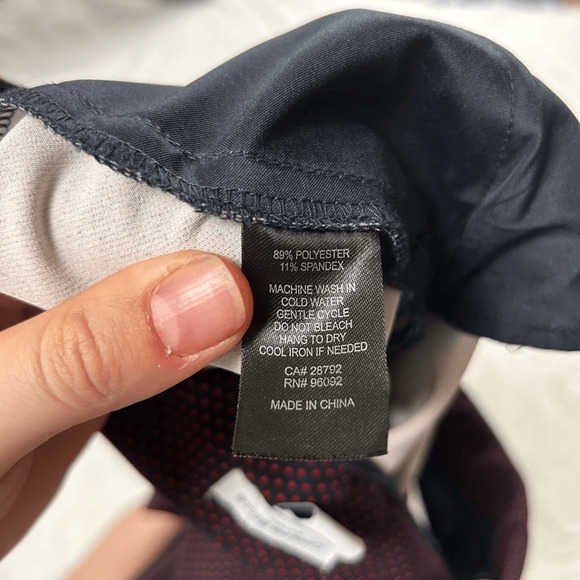 89% POLYESTER
11% SPANDEX
MACHINE WASH IN
COLD WATER
GENTLE CYCLE
DO NOT BLEACH
HANG TO DRY
COOL IRON IF NEEDED
CA# 28792
RN# 96092
MADE IN CHINA